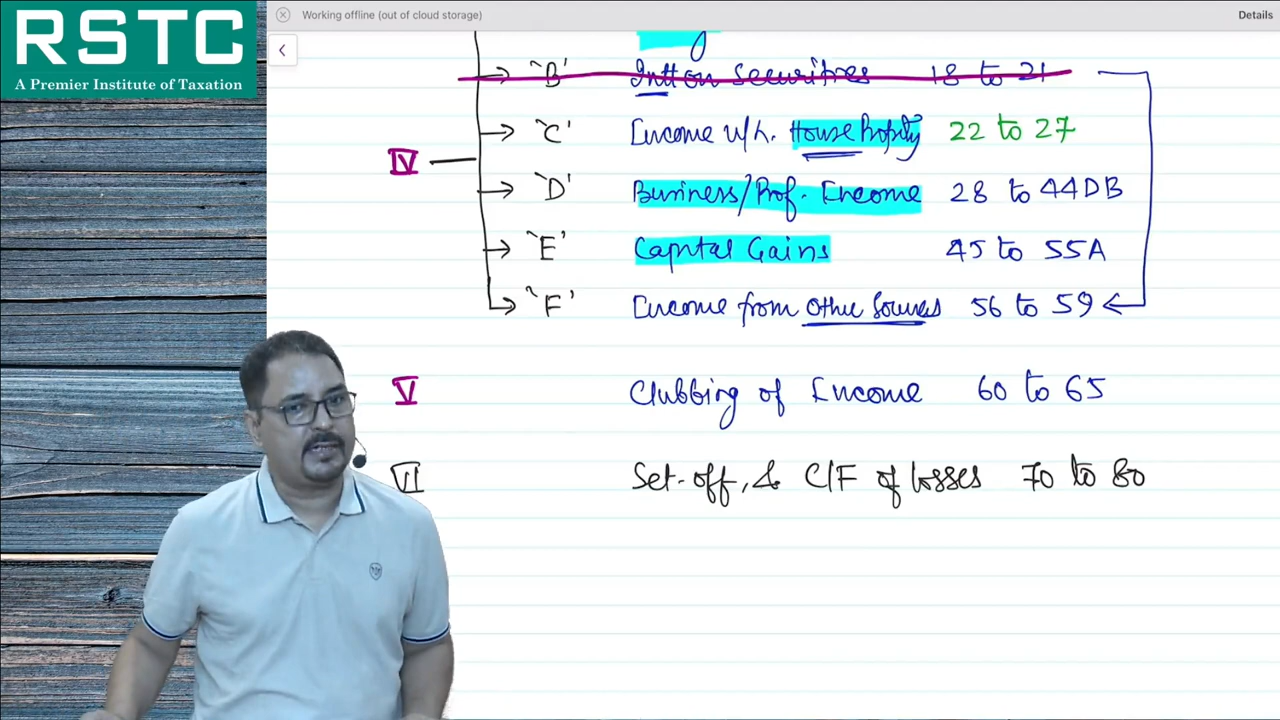 RSTC
A Premier Institute of Taxation
Working offline (out of cloud storage)
Details
→ `B' Intt on Securities 18 to 21
→ `C' Income u/h. House Property 22 to 27
IV
→ `D' Business/Prof. Income 28 to 44DB
→ `E' Capital Gains 45 to 55A
→ `F' Income from Other Sources 56 to 59 ←
V Clubbing of Income 60 to 65
VI Set-off, & C/F of losses 70 to 80